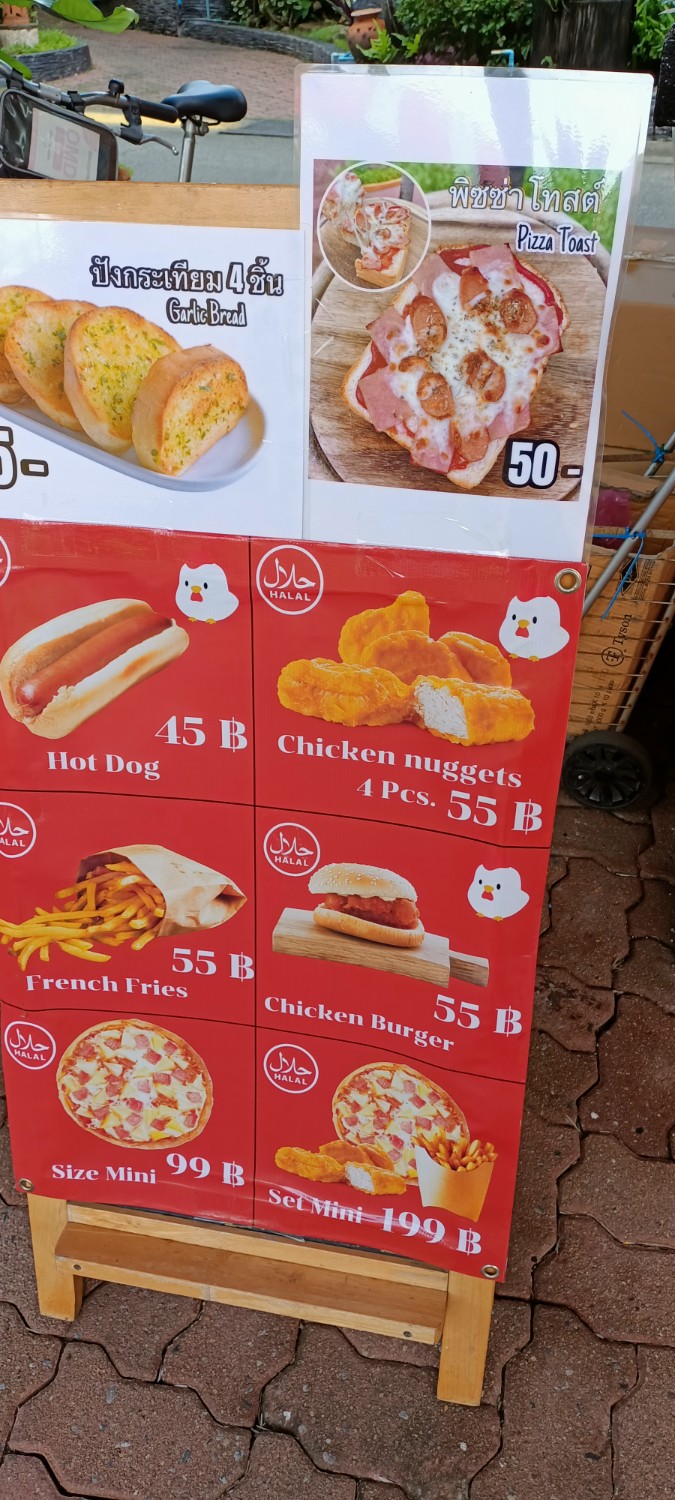 พิซซ่า โทสต์
Pizza Toast
50 -
ปังกระเทียม 4 ชิ้น
Garlic Bread
5-
حلال
HALAL
45 ฿
Hot Dog
Chicken nuggets
4 Pcs. 55 ฿
حلال
HALAL
55 ฿
French Fries
حلال
HALAL
55 ฿
Chicken Burger
حلال
HALAL
Size Mini 99 ฿
حلال
HALAL
Set Mini 199 ฿
Tyson